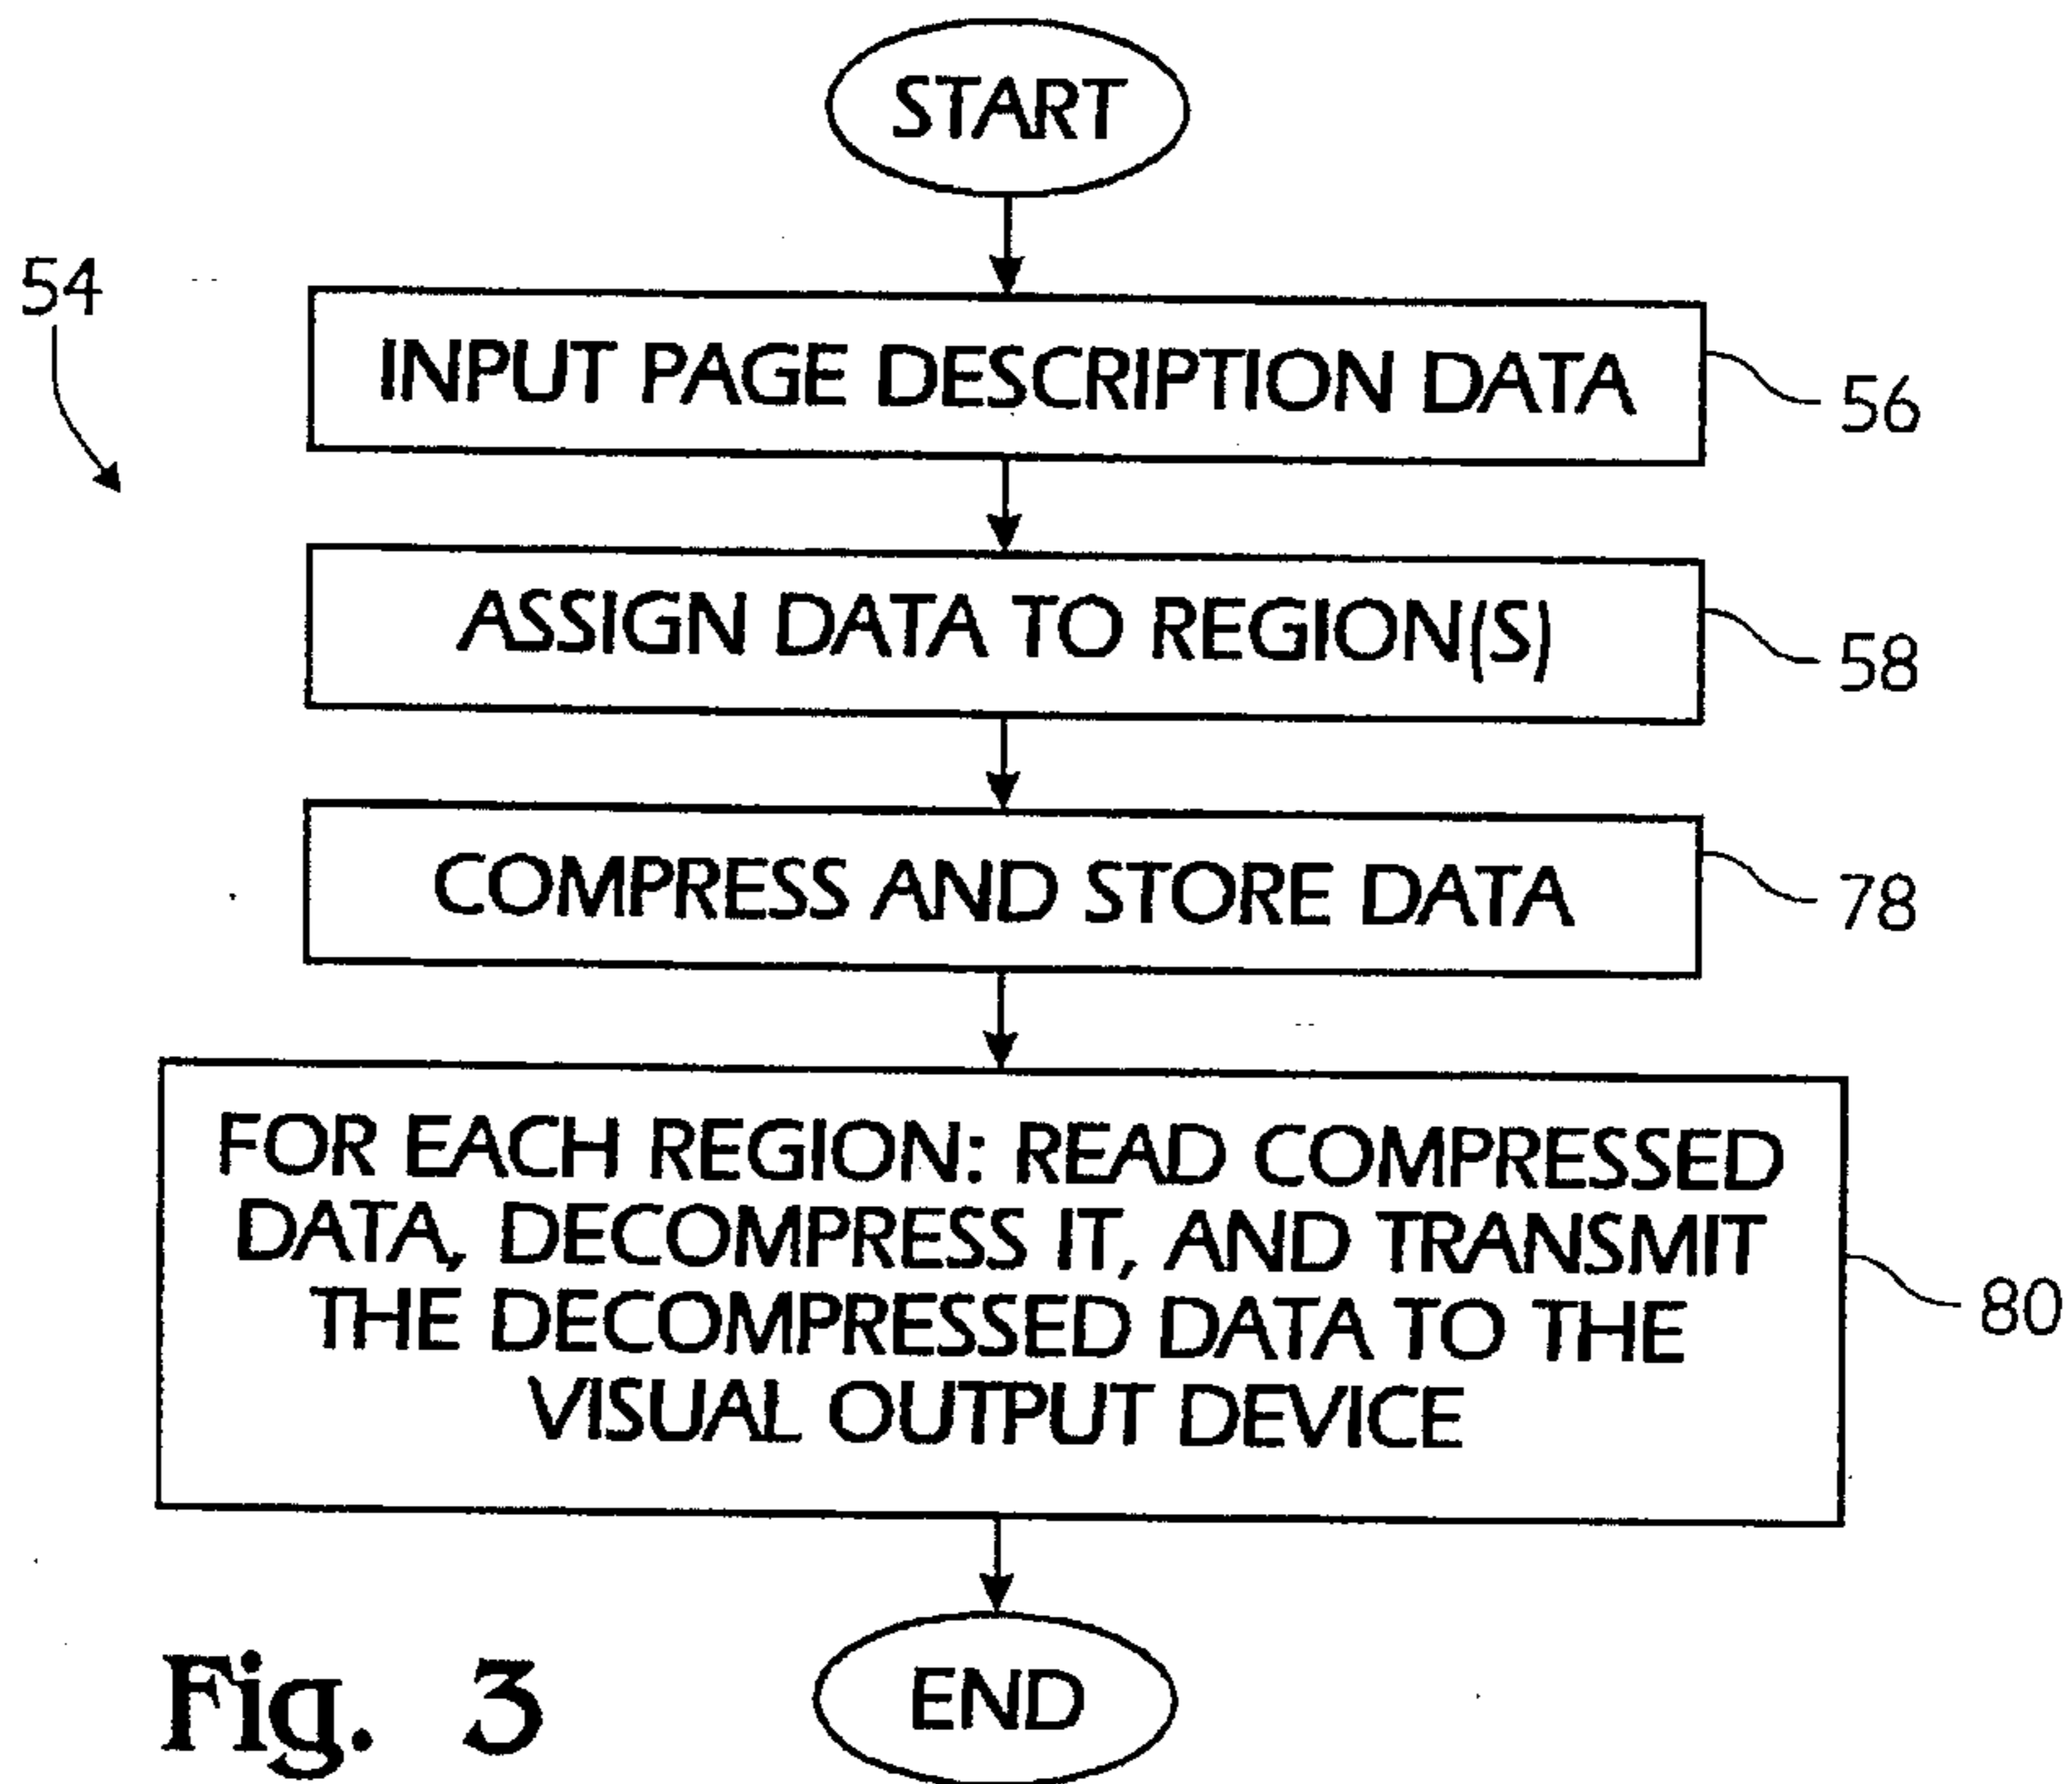 START
54
INPUT PAGE DESCRIPTION DATA
56
ASSIGN DATA TO REGION(S)
58
COMPRESS AND STORE DATA
78
FOR EACH REGION: READ COMPRESSED
DATA, DECOMPRESS IT, AND TRANSMIT
THE DECOMPRESSED DATA TO THE
VISUAL OUTPUT DEVICE
80
END
Fig. 3